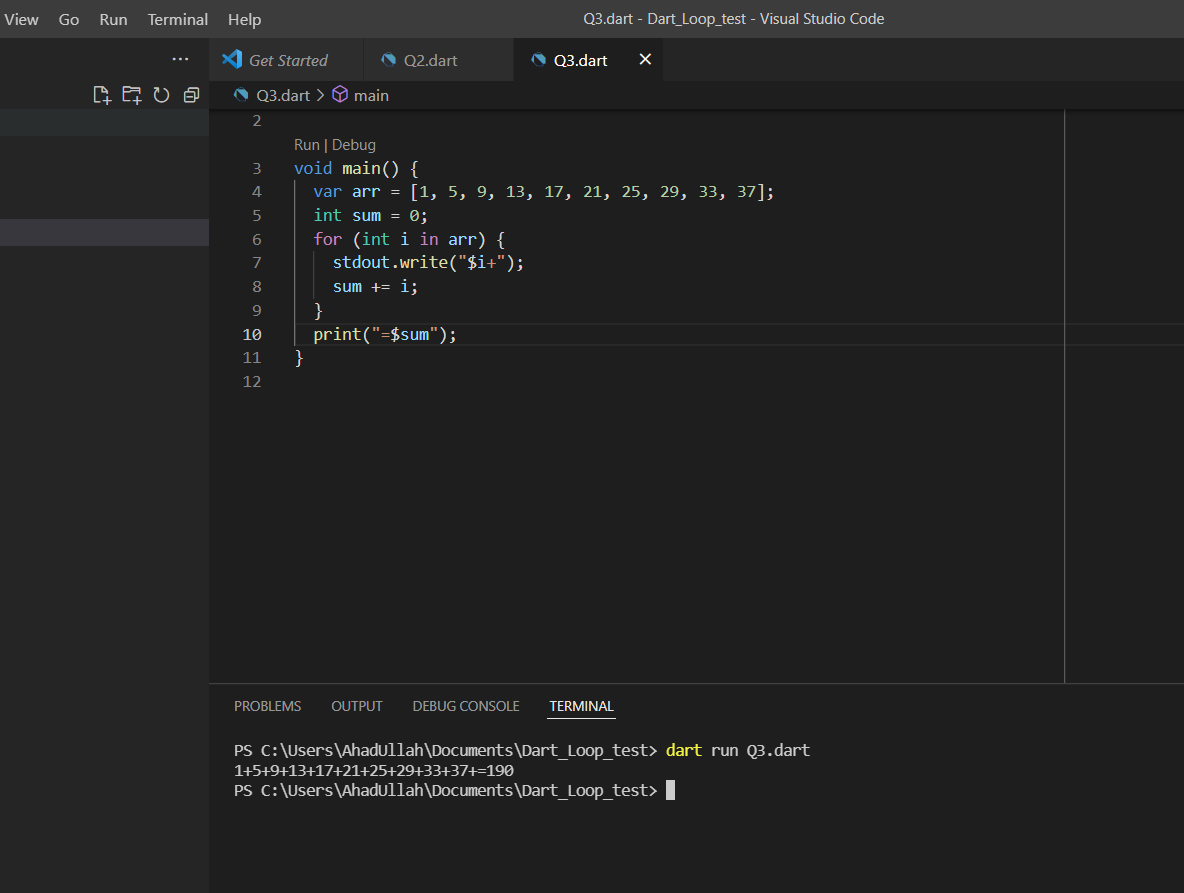 View Go Run Terminal Help Q3.dart - Dart_Loop_test - Visual Studio Code
Get Started Q2.dart Q3.dart
Q3.dart > main
2
Run | Debug
3 void main() {
4 var arr = [1, 5, 9, 13, 17, 21, 25, 29, 33, 37];
5 int sum = 0;
6 for (int i in arr) {
7 stdout.write("$i+");
8 sum += i;
9 }
10 print("=$sum");
11 }
12
PROBLEMS OUTPUT DEBUG CONSOLE TERMINAL
PS C:\Users\AhadUllah\Documents\Dart_Loop_test> dart run Q3.dart
1+5+9+13+17+21+25+29+33+37+=190
PS C:\Users\AhadUllah\Documents\Dart_Loop_test>